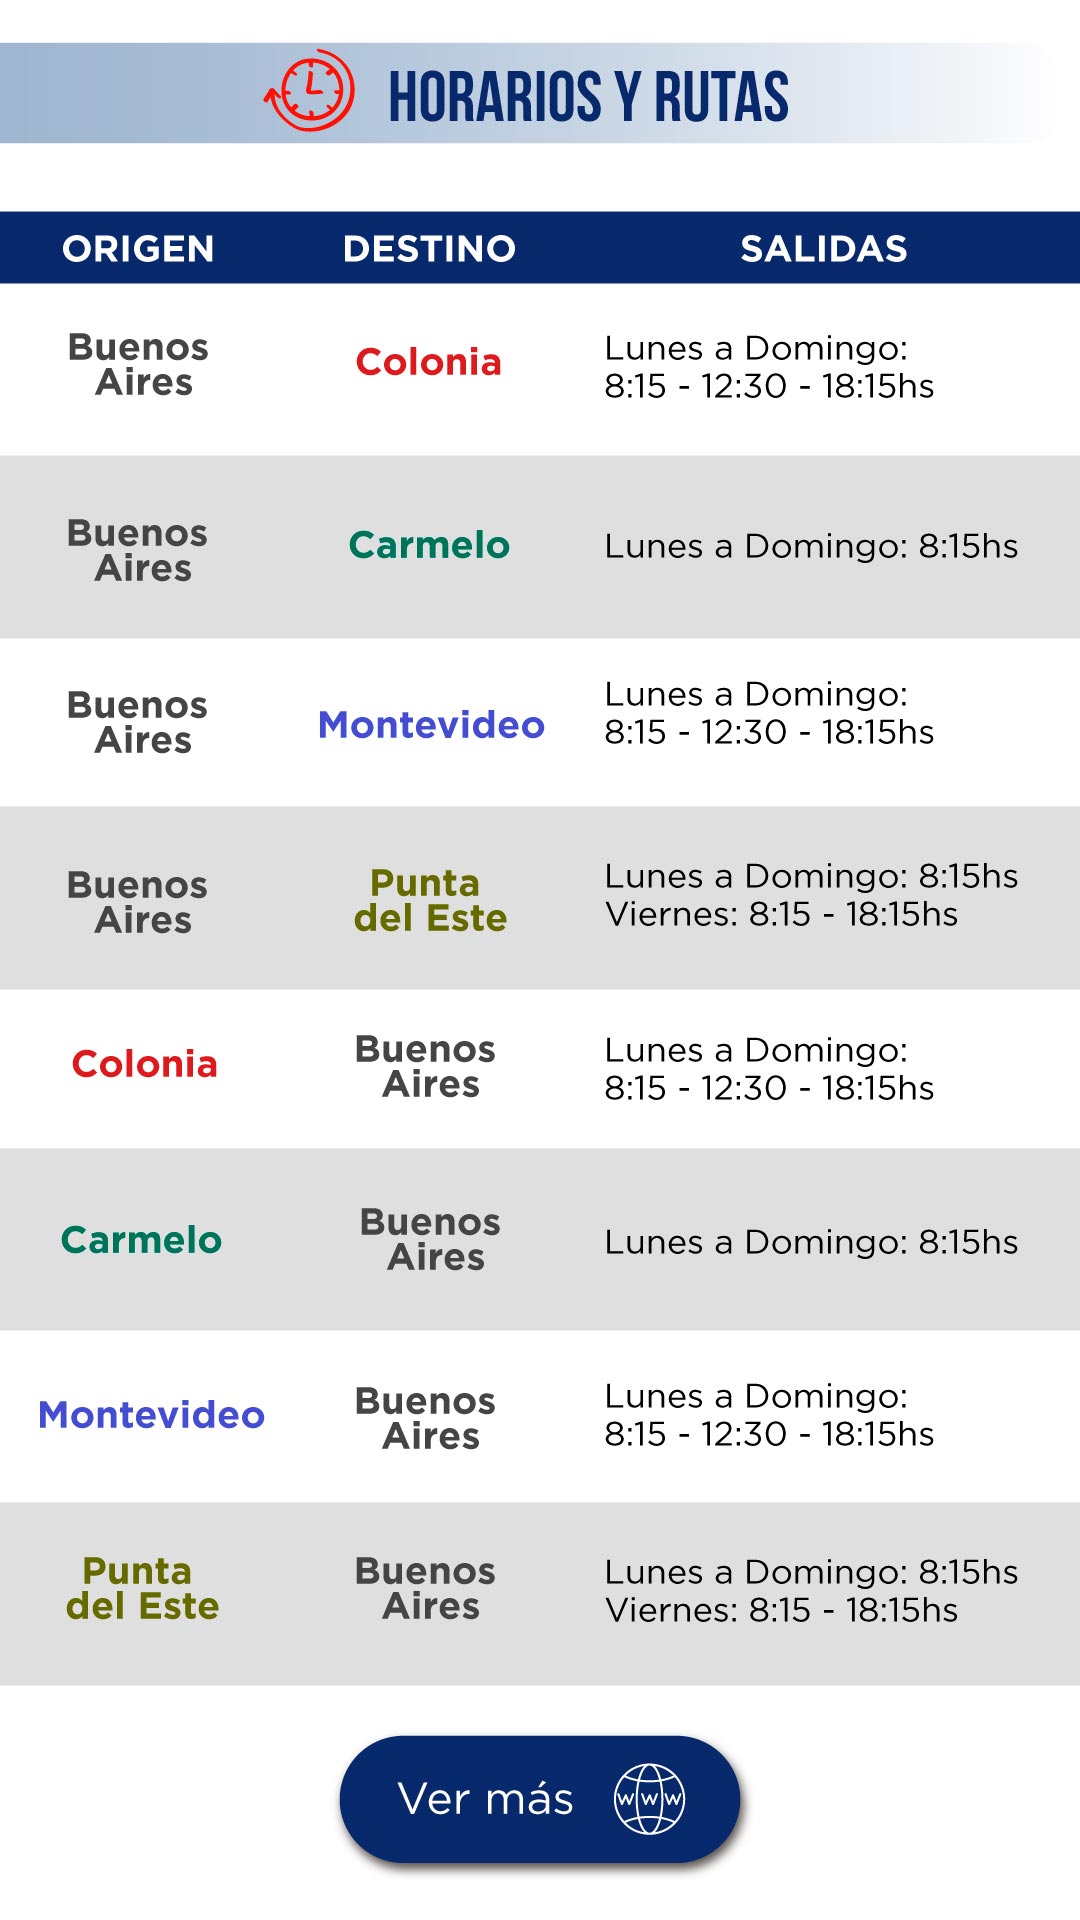 HORARIOS Y RUTAS
ORIGEN DESTINO SALIDAS
Buenos
Aires
Colonia
Lunes a Domingo:
8:15 - 12:30 - 18:15hs
Buenos
Aires
Carmelo
Lunes a Domingo: 8:15hs
Buenos
Aires
Montevideo
Lunes a Domingo:
8:15 - 12:30 - 18:15hs
Buenos
Aires
Punta
del Este
Lunes a Domingo: 8:15hs
Viernes: 8:15 - 18:15hs
Colonia
Buenos
Aires
Lunes a Domingo:
8:15 - 12:30 - 18:15hs
Carmelo
Buenos
Aires
Lunes a Domingo: 8:15hs
Montevideo
Buenos
Aires
Lunes a Domingo:
8:15 - 12:30 - 18:15hs
Punta
del Este
Buenos
Aires
Lunes a Domingo: 8:15hs
Viernes: 8:15 - 18:15hs
Ver más WWW